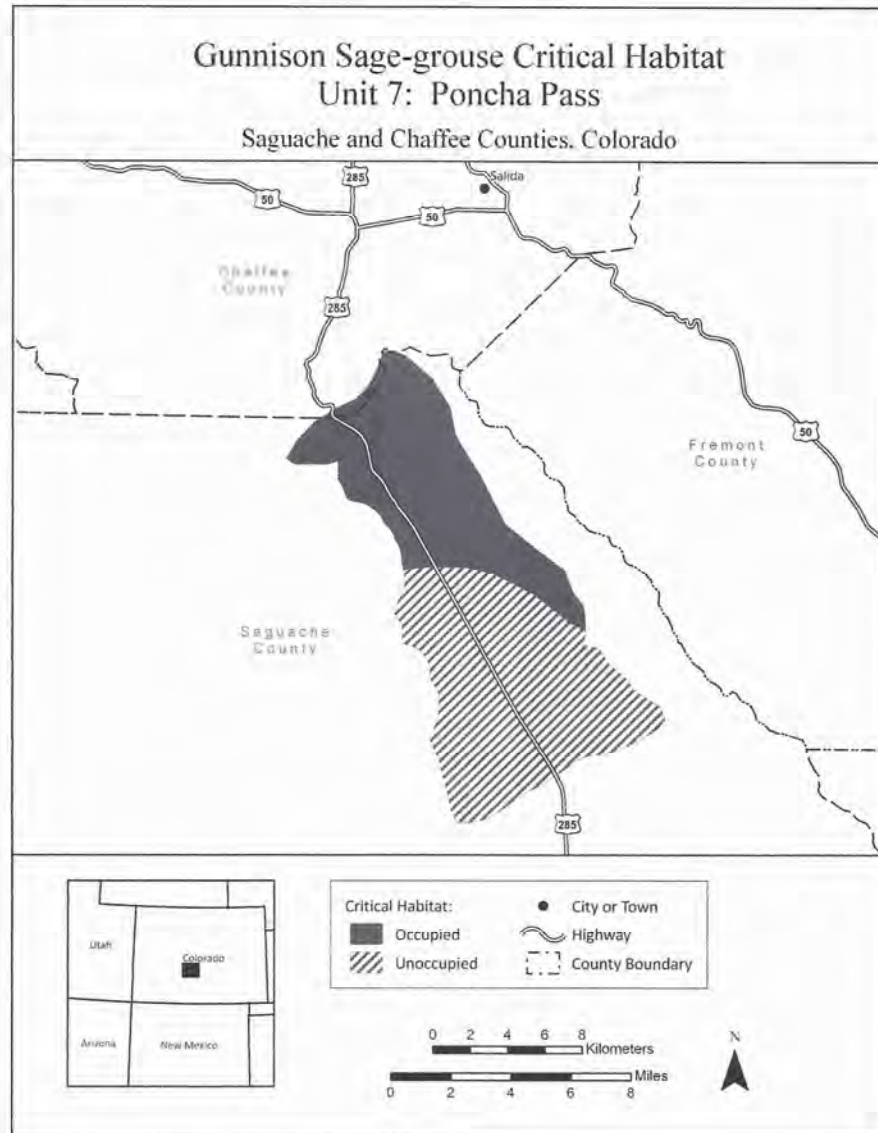 Gunnison Sage-grouse Critical Habitat
Unit 7: Poncha Pass
Saguache and Chaffee Counties, Colorado
285
Salida
50
50
Chaffee
County
285
50
Fremont
County
Saguache
County
285
Utah
Colorado
Arizona
New Mexico
Critical Habitat:
Occupied
Unoccupied
City or Town
Highway
County Boundary
0 2 4 6 8
Kilometers
Miles
0 2 4 6 8
N